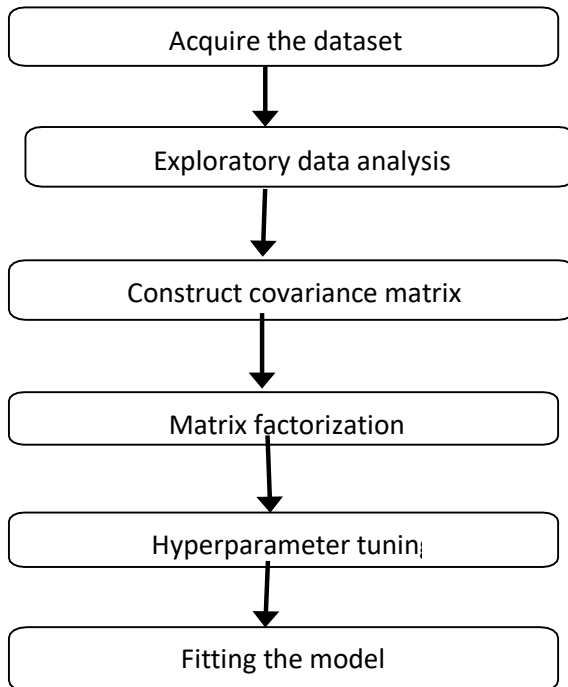 Acquire the dataset
Exploratory data analysis
Construct covariance matrix
Matrix factorization
Hyperparameter tuning
Fitting the model